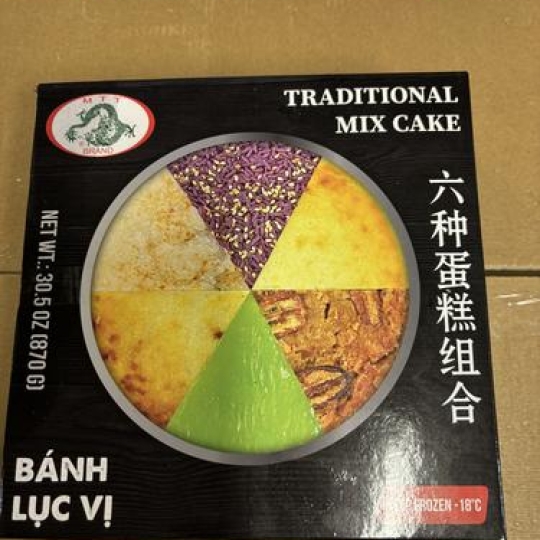 M T T
BRAND
TRADITIONAL
MIX CAKE
六种蛋糕组合
NET WT.: 30.5 OZ (870 G)
BÁNH
LỤC VỊ
FROZEN -18°C